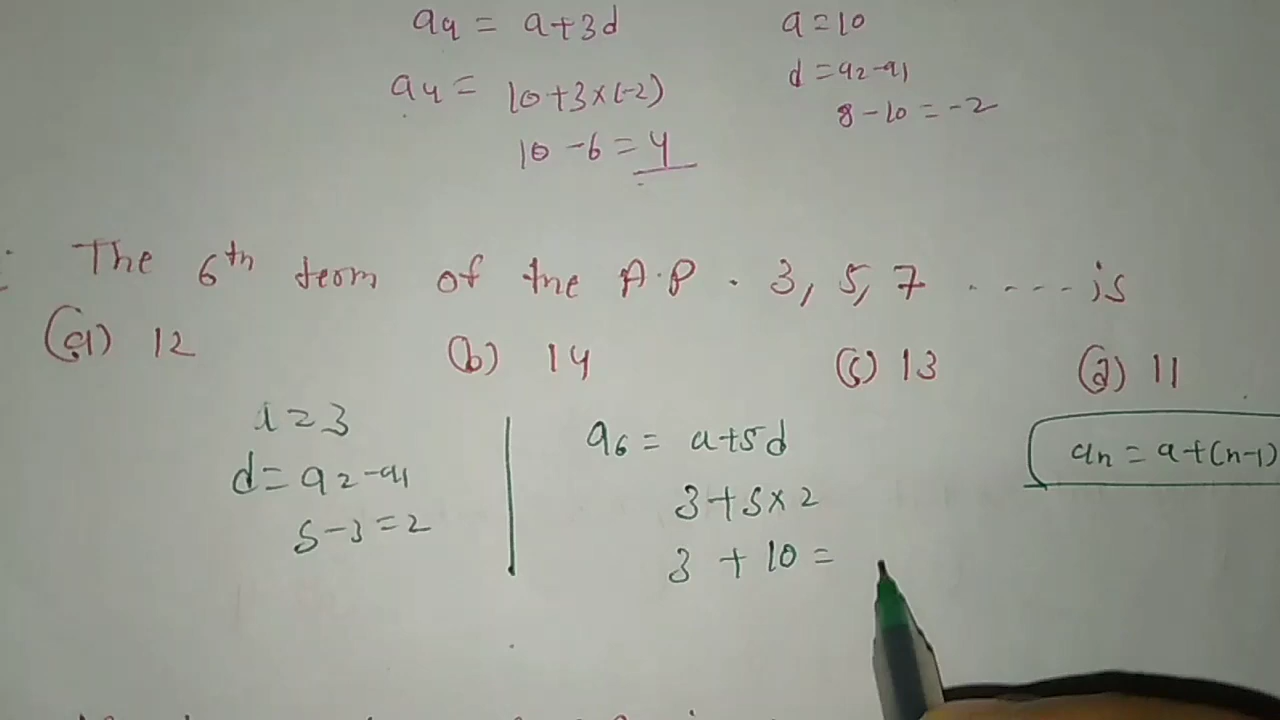 a4 = a+3d
a=10
a4 = 10+3×(-2)
d = a2-a1
8-10 = -2
10-6 = 4
The 6th term of the A.P. 3, 5, 7 ..... is
(a) 12 (b) 14 (c) 13 (d) 11
a=3
d = a2-a1
5-3=2
a6 = a+5d
3+5×2
3 + 10 =
an = a+(n-1)